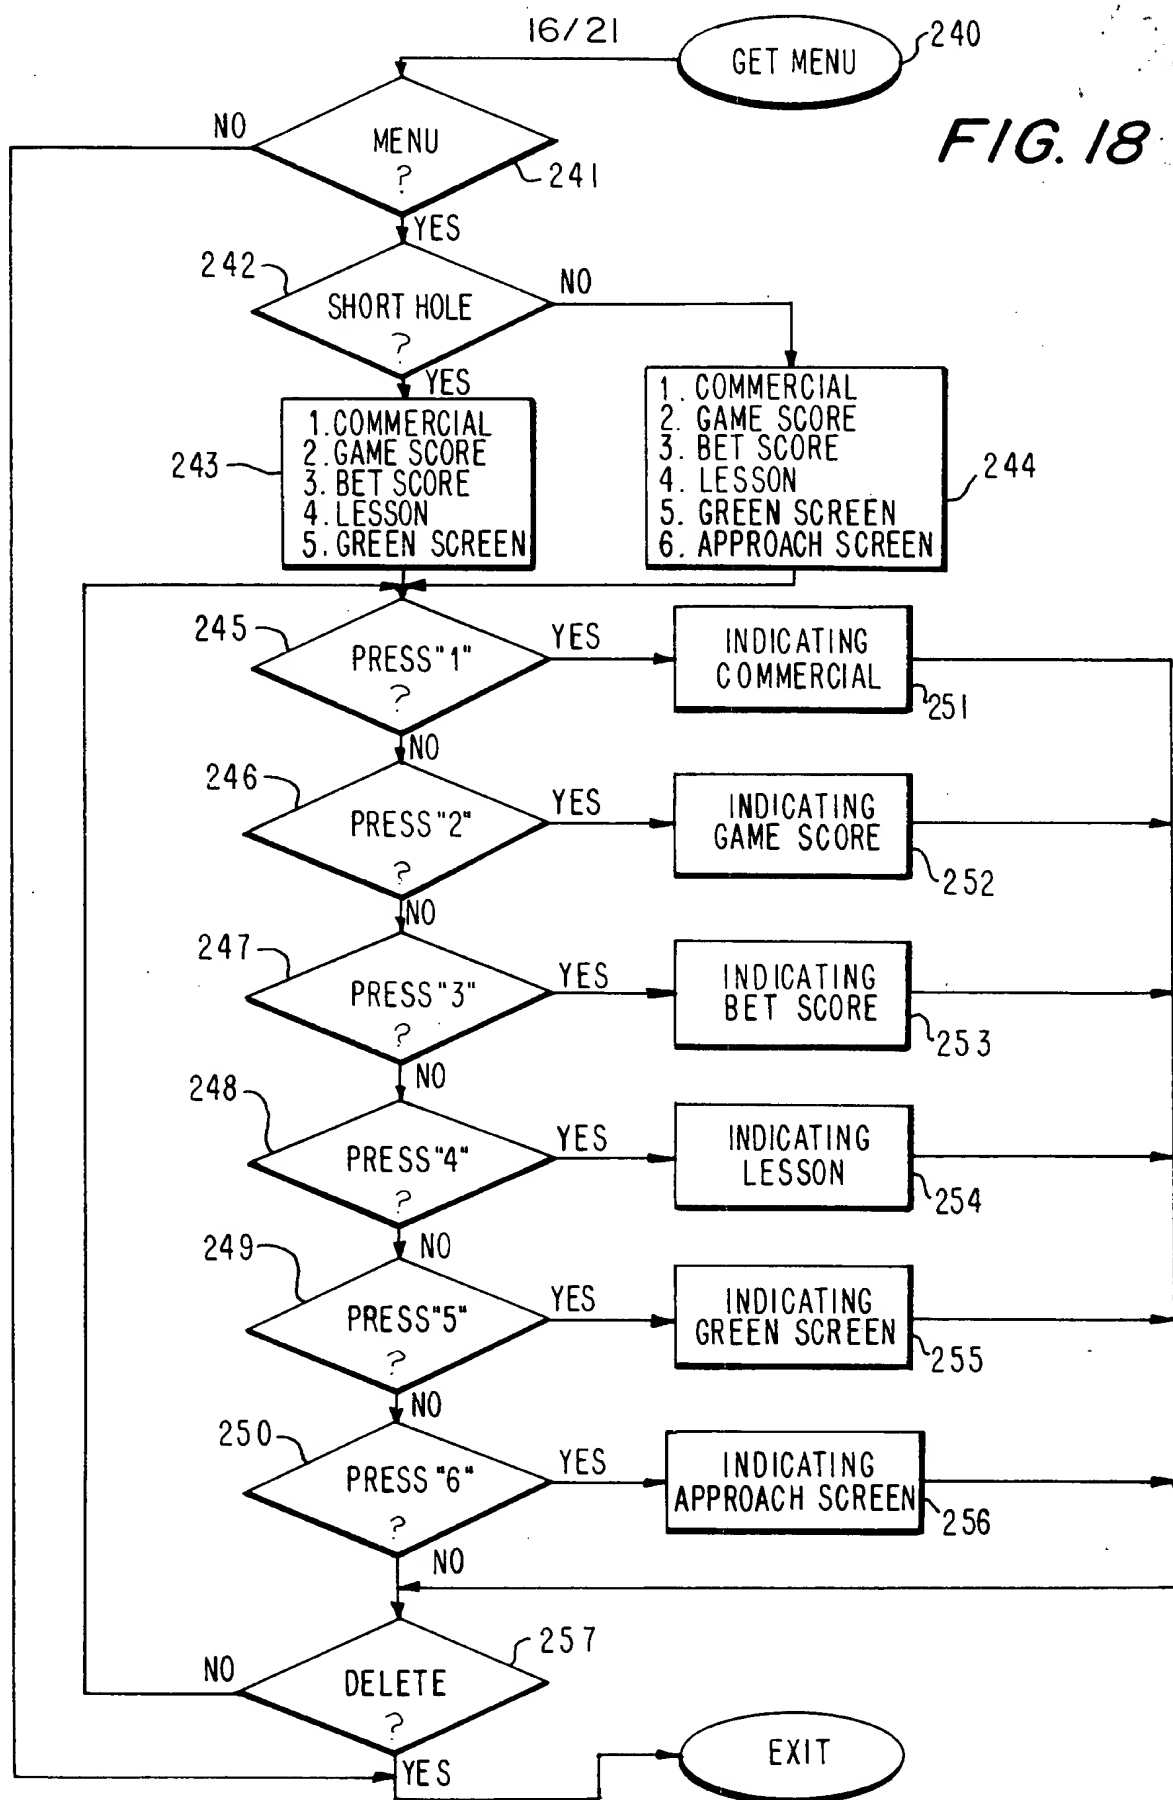 16/21
GET MENU
240
FIG. 18
NO
MENU
?
241
YES
242
SHORT HOLE
?
NO
YES
243
1. COMMERCIAL
2. GAME SCORE
3. BET SCORE
4. LESSON
5. GREEN SCREEN
1. COMMERCIAL
2. GAME SCORE
3. BET SCORE
4. LESSON
5. GREEN SCREEN
6. APPROACH SCREEN
244
245
PRESS "1"
?
YES
INDICATING
COMMERCIAL
251
NO
246
PRESS "2"
?
YES
INDICATING
GAME SCORE
252
NO
247
PRESS "3"
?
YES
INDICATING
BET SCORE
253
NO
248
PRESS "4"
?
YES
INDICATING
LESSON
254
NO
249
PRESS "5"
?
YES
INDICATING
GREEN SCREEN
255
NO
250
PRESS "6"
?
YES
INDICATING
APPROACH SCREEN
256
NO
257
NO
DELETE
?
YES
EXIT